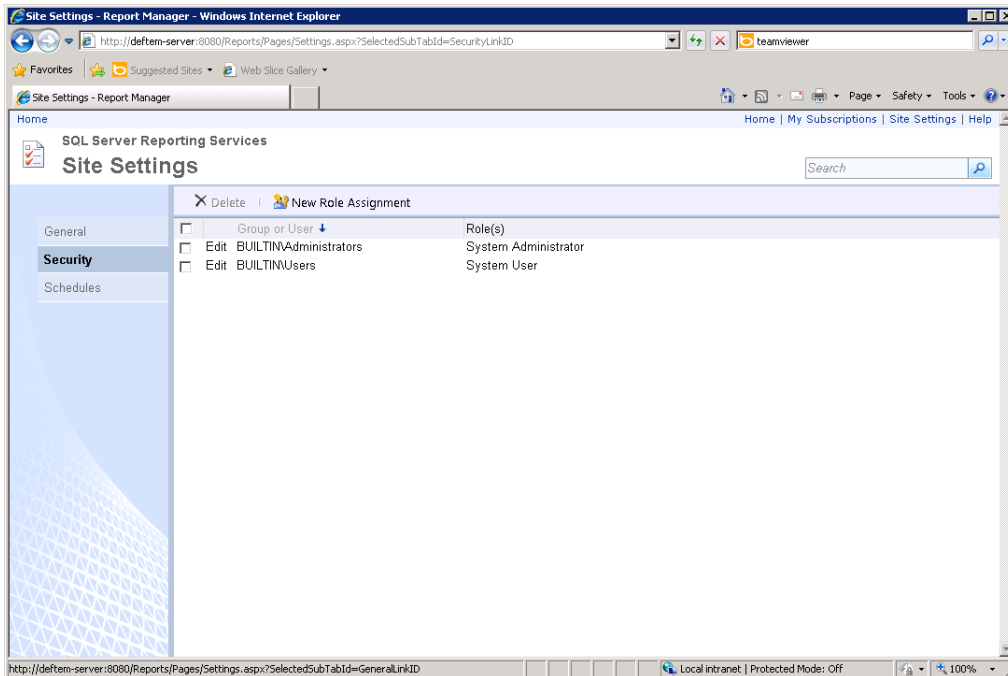 Site Settings - Report Manager - Windows Internet Explorer
http://deftem-server:8080/Reports/Pages/Settings.aspx?SelectedSubTabId=SecurityLinkID
teamviewer
Favorites Suggested Sites Web Slice Gallery
Site Settings - Report Manager
Page Safety Tools
Home
Home | My Subscriptions | Site Settings | Help
SQL Server Reporting Services
Site Settings
Search
Delete New Role Assignment
General
Security
Schedules
Group or User Role(s)
Edit BUILTIN\Administrators System Administrator
Edit BUILTIN\Users System User
http://deftem-server:8080/Reports/Pages/Settings.aspx?SelectedSubTabId=GeneralLinkID
Local intranet | Protected Mode: Off
100%